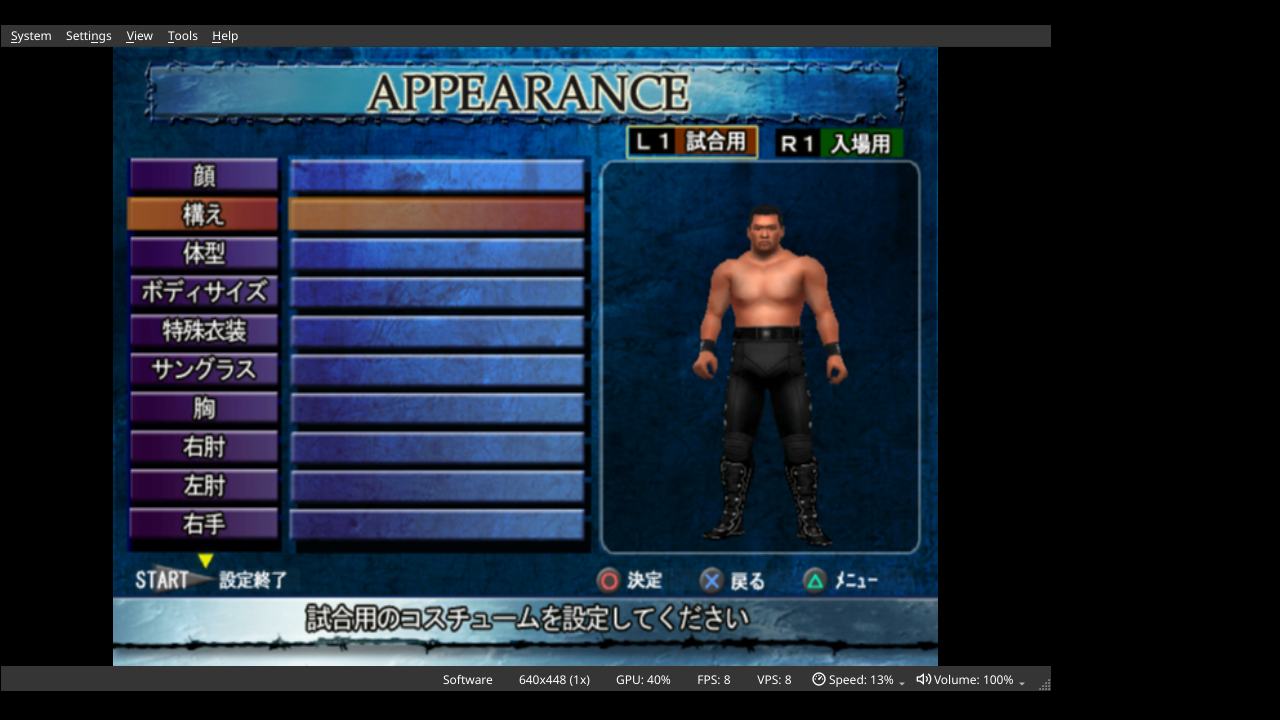 System Settings View Tools Help
APPEARANCE
L1 試合用 R1 入場用
顔
構え
体型
ボディサイズ
特殊衣装
サングラス
胸
右肘
左肘
右手
START 設定終了 決定 戻る メニュー
試合用のコスチュームを設定してください
Software 640x448 (1x) GPU: 40% FPS: 8 VPS: 8 Speed: 13% Volume: 100%